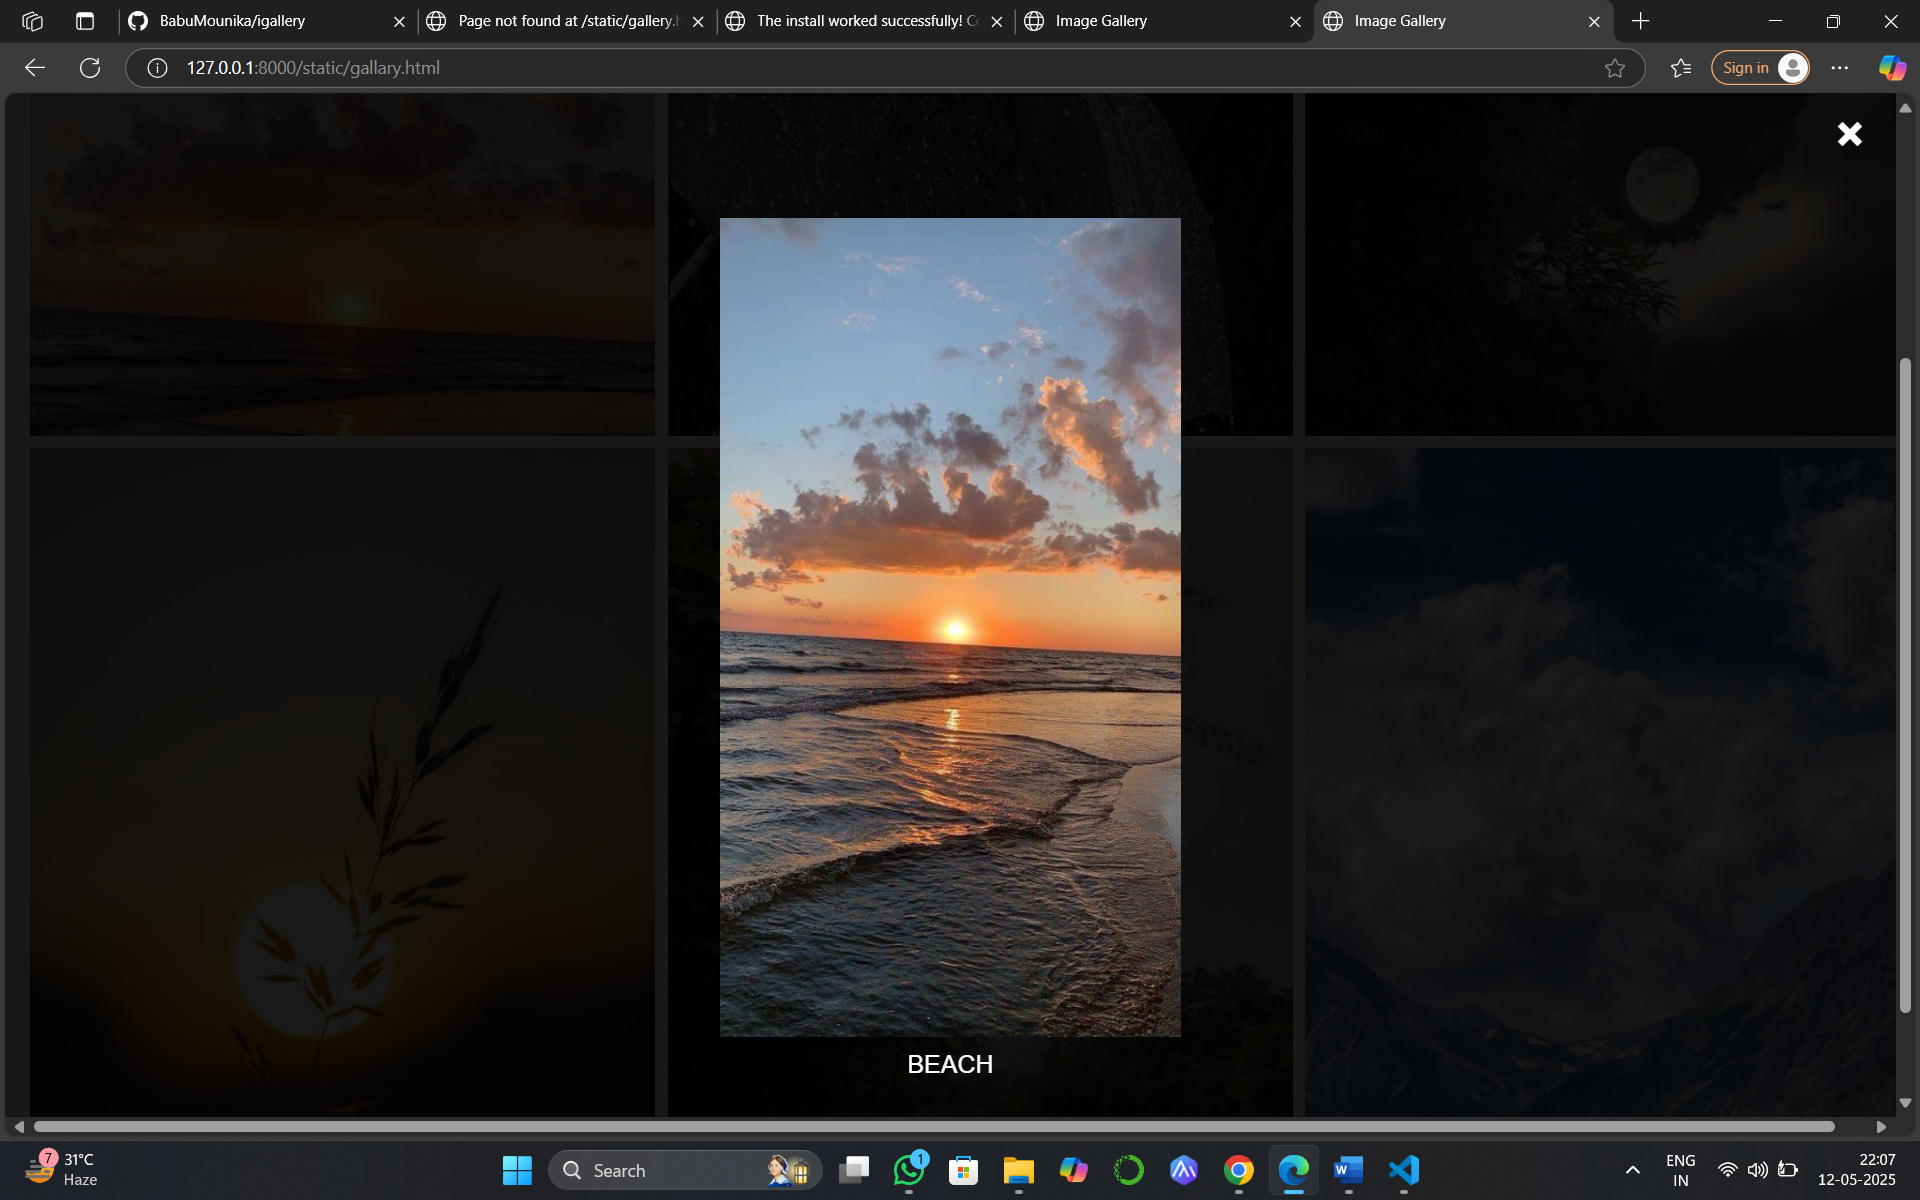 BabuMounika/igallery
Page not found at /static/gallery.h
The install worked successfully! Co
Image Gallery
Image Gallery
127.0.0.1:8000/static/gallary.html
Sign in
BEACH
7
31°C
Haze
Search
1
ENG
IN
22:07
12-05-2025